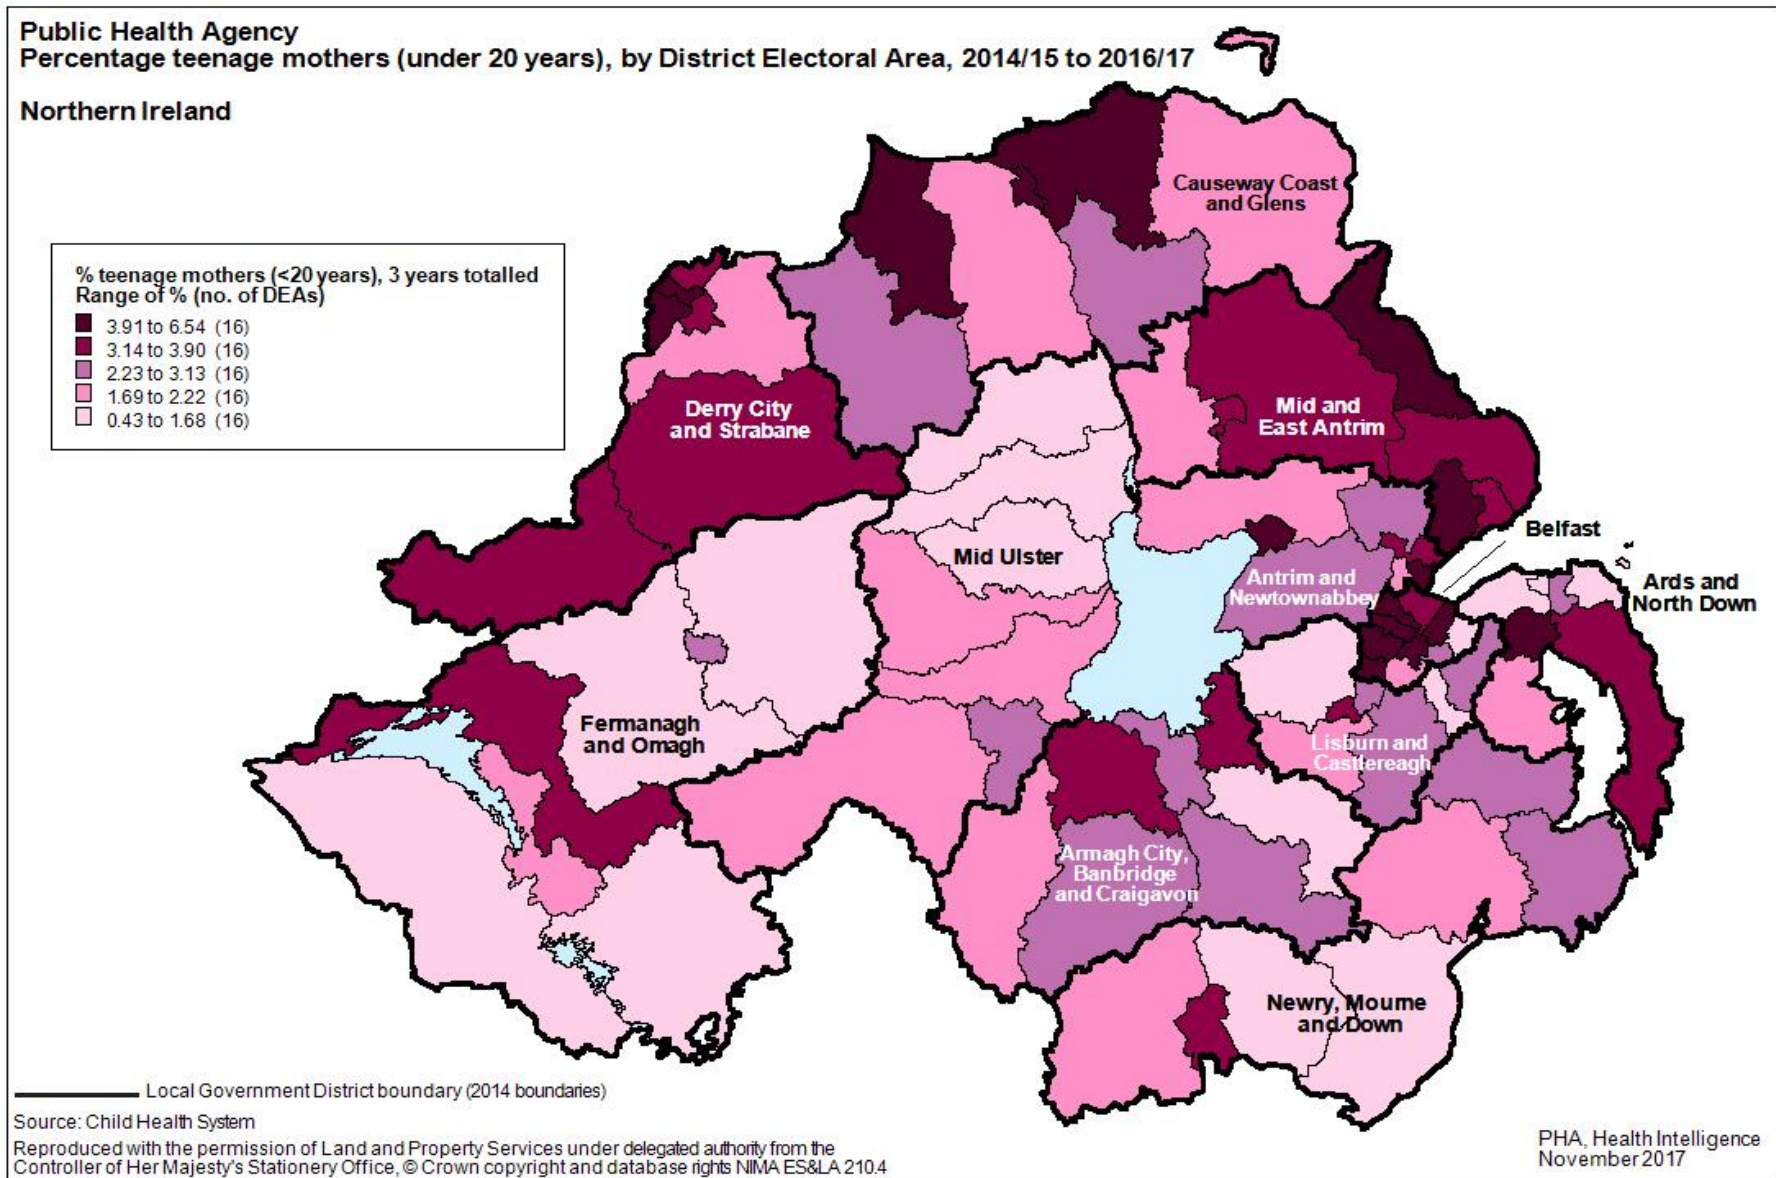 Public Health Agency
Percentage teenage mothers (under 20 years), by District Electoral Area, 2014/15 to 2016/17
Northern Ireland
% teenage mothers (<20 years), 3 years totalled
Range of % (no. of DEAs)
3.91 to 6.54 (16)
3.14 to 3.90 (16)
2.23 to 3.13 (16)
1.69 to 2.22 (16)
0.43 to 1.68 (16)
Causeway Coast
and Glens
Derry City
and Strabane
Mid and
East Antrim
Belfast
Mid Ulster
Antrim and
Newtownabbey
Ards and
North Down
Fermanagh
and Omagh
Lisburn and
Castlereagh
Armagh City,
Banbridge
and Craigavon
Newry, Mourne
and Down
Local Government District boundary (2014 boundaries)
Source: Child Health System
Reproduced with the permission of Land and Property Services under delegated authority from the
Controller of Her Majesty's Stationery Office, © Crown copyright and database rights NIMA ES&LA 210.4
PHA, Health Intelligence
November 2017